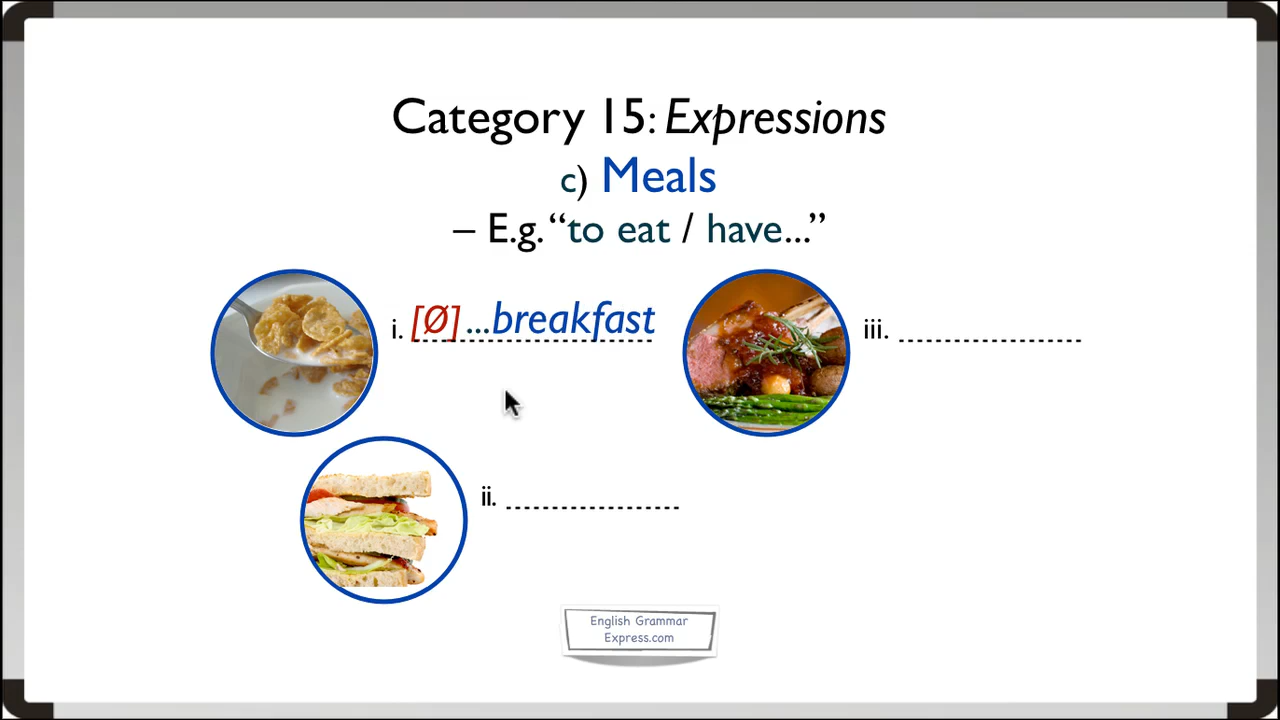 Category 15: Expressions
c) Meals
– E.g. “to eat / have...”
i. [Ø]...breakfast
ii. ...................
iii. ...................
English Grammar
Express.com